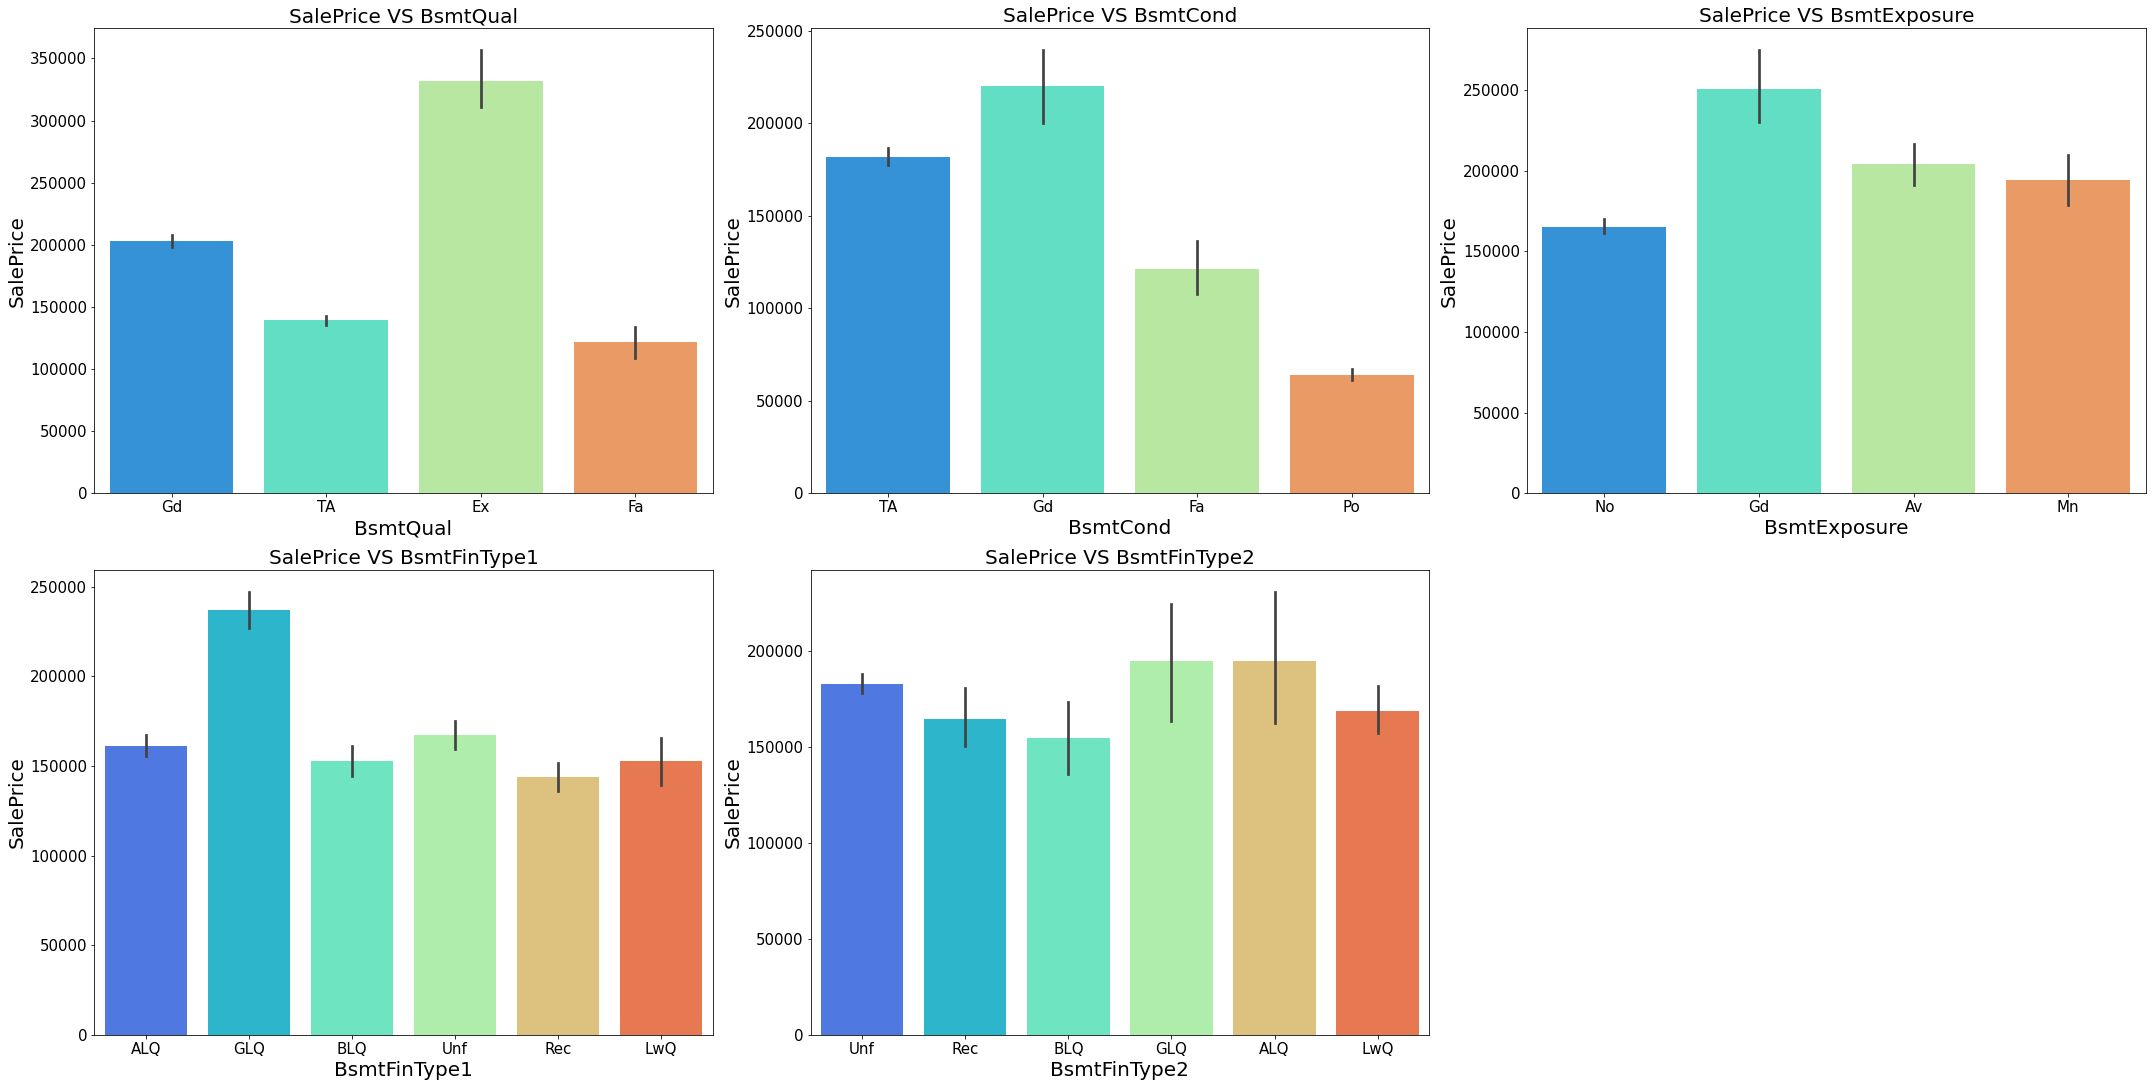 SalePrice VS BsmtQual
350000
300000
250000
200000
150000
100000
50000
0
SalePrice
Gd TA Ex Fa
BsmtQual
SalePrice VS BsmtCond
250000
200000
150000
100000
50000
0
SalePrice
TA Gd Fa Po
BsmtCond
SalePrice VS BsmtExposure
250000
200000
150000
100000
50000
0
SalePrice
No Gd Av Mn
BsmtExposure
SalePrice VS BsmtFinType1
250000
200000
150000
100000
50000
0
SalePrice
ALQ GLQ BLQ Unf Rec LwQ
BsmtFinType1
SalePrice VS BsmtFinType2
200000
150000
100000
50000
0
SalePrice
Unf Rec BLQ GLQ ALQ LwQ
BsmtFinType2